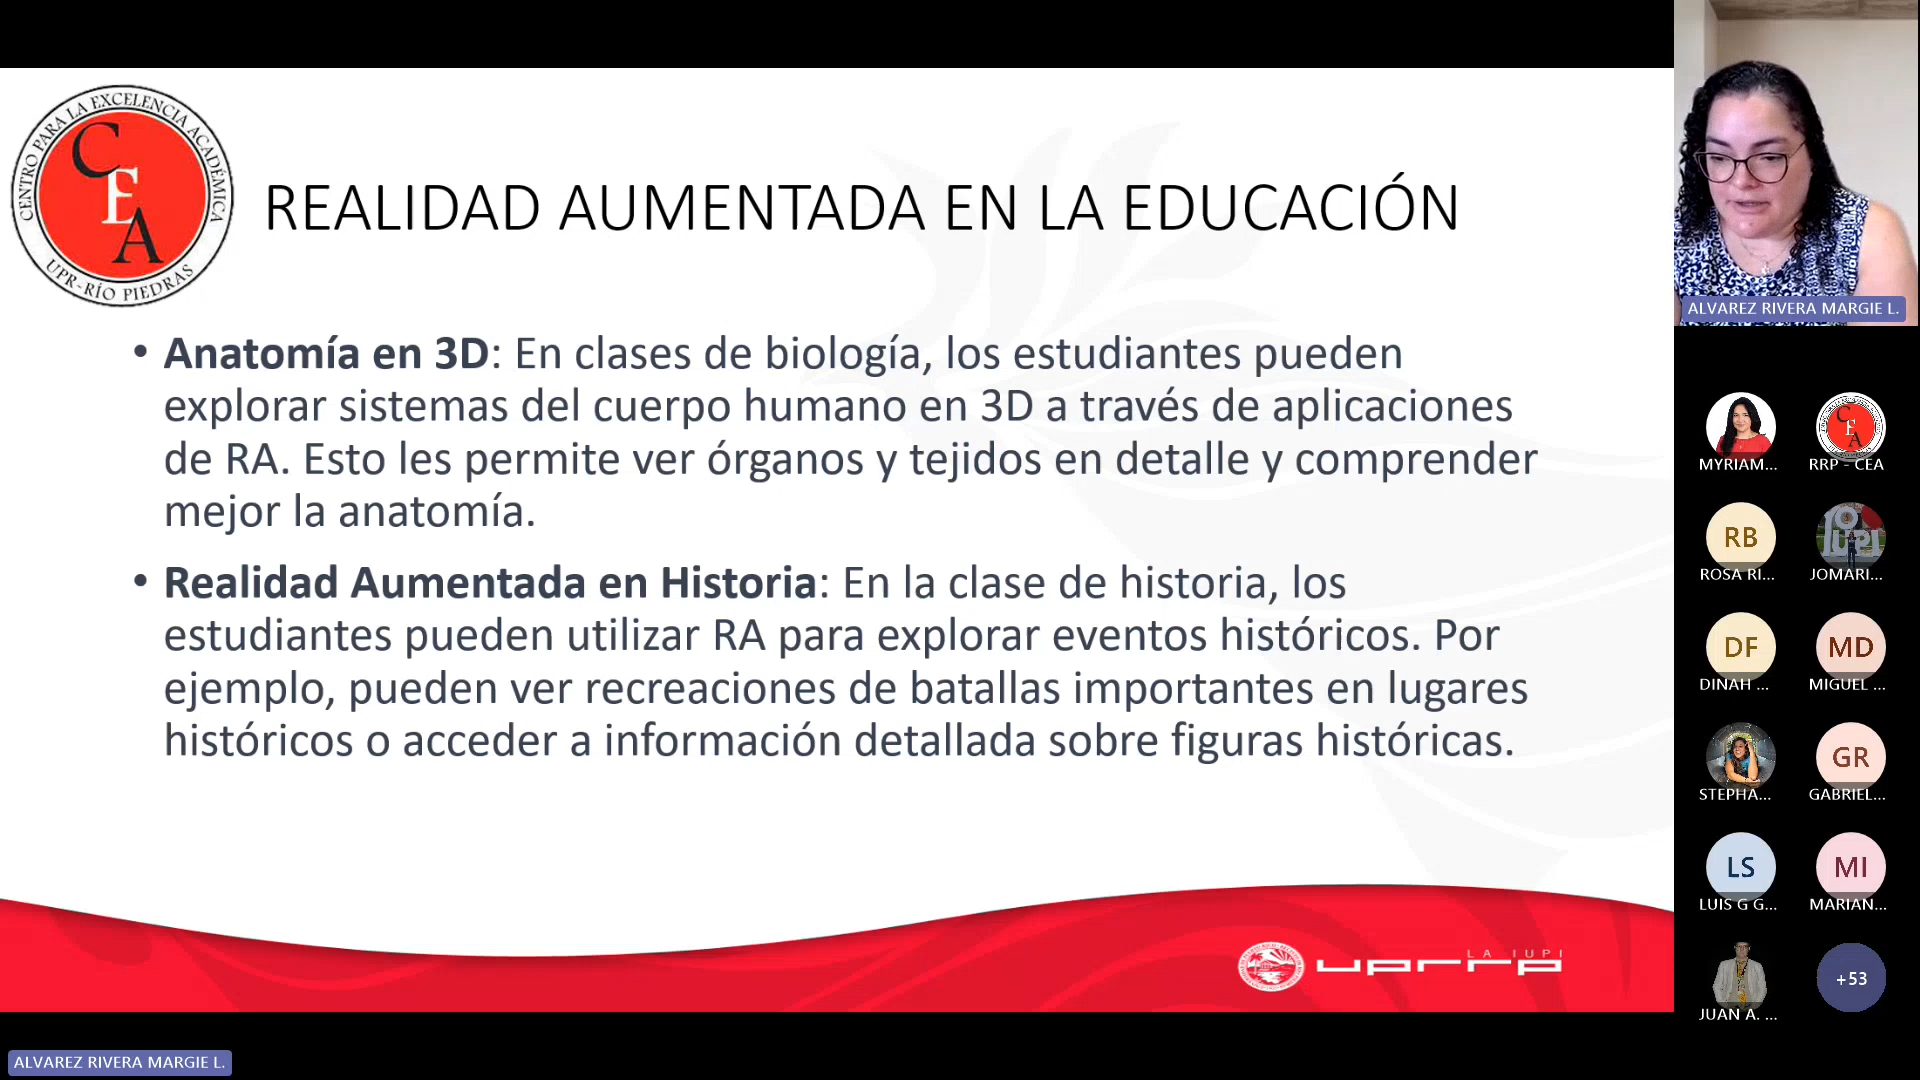 CENTRO PARA LA EXCELENCIA ACADÉMICA
CEA
UPR-RÍO PIEDRAS
REALIDAD AUMENTADA EN LA EDUCACIÓN
• Anatomía en 3D: En clases de biología, los estudiantes pueden
explorar sistemas del cuerpo humano en 3D a través de aplicaciones
de RA. Esto les permite ver órganos y tejidos en detalle y comprender
mejor la anatomía.
• Realidad Aumentada en Historia: En la clase de historia, los
estudiantes pueden utilizar RA para explorar eventos históricos. Por
ejemplo, pueden ver recreaciones de batallas importantes en lugares
históricos o acceder a información detallada sobre figuras históricas.
LA IUPI
uprrp
ALVAREZ RIVERA MARGIE L.
ALVAREZ RIVERA MARGIE L.
CEA
MYRIAM... RRP - CEA
RB IUPI
ROSA RI... JOMARI...
DF MD
DINAH ... MIGUEL ...
GR
STEPHA... GABRIEL...
LS MI
LUIS G G... MARIAN...
+53
JUAN A. ...